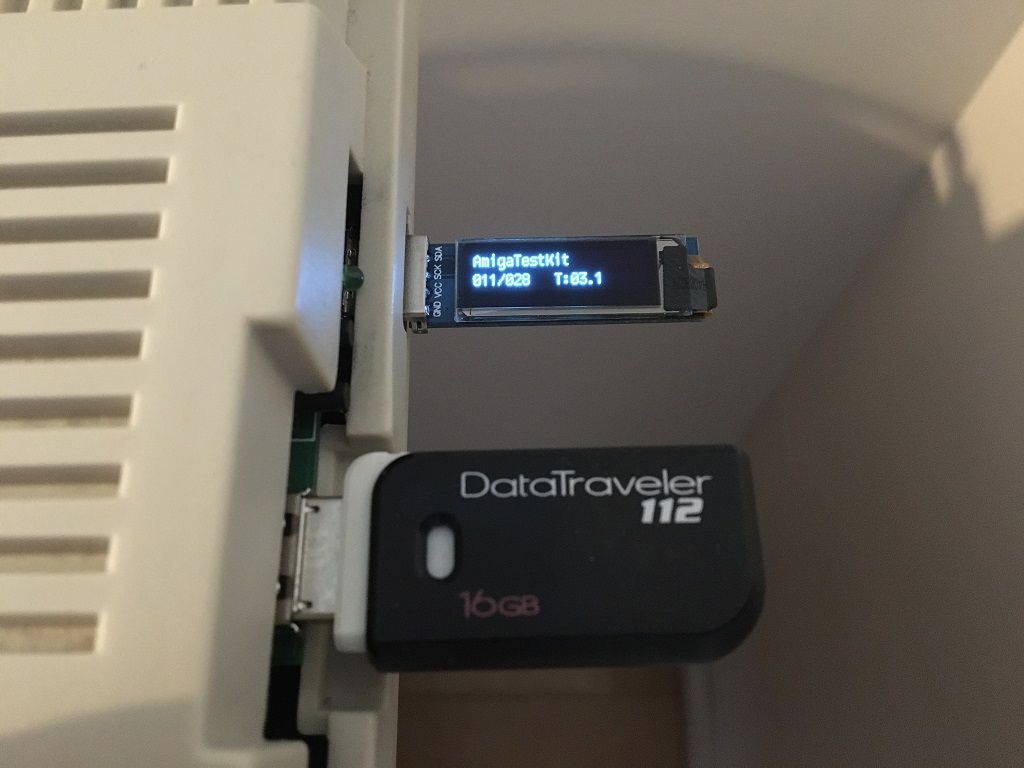 AmigaTestKit
011/028 T:03.1
GND VCC SCK SDA
DataTraveler
112
16GB